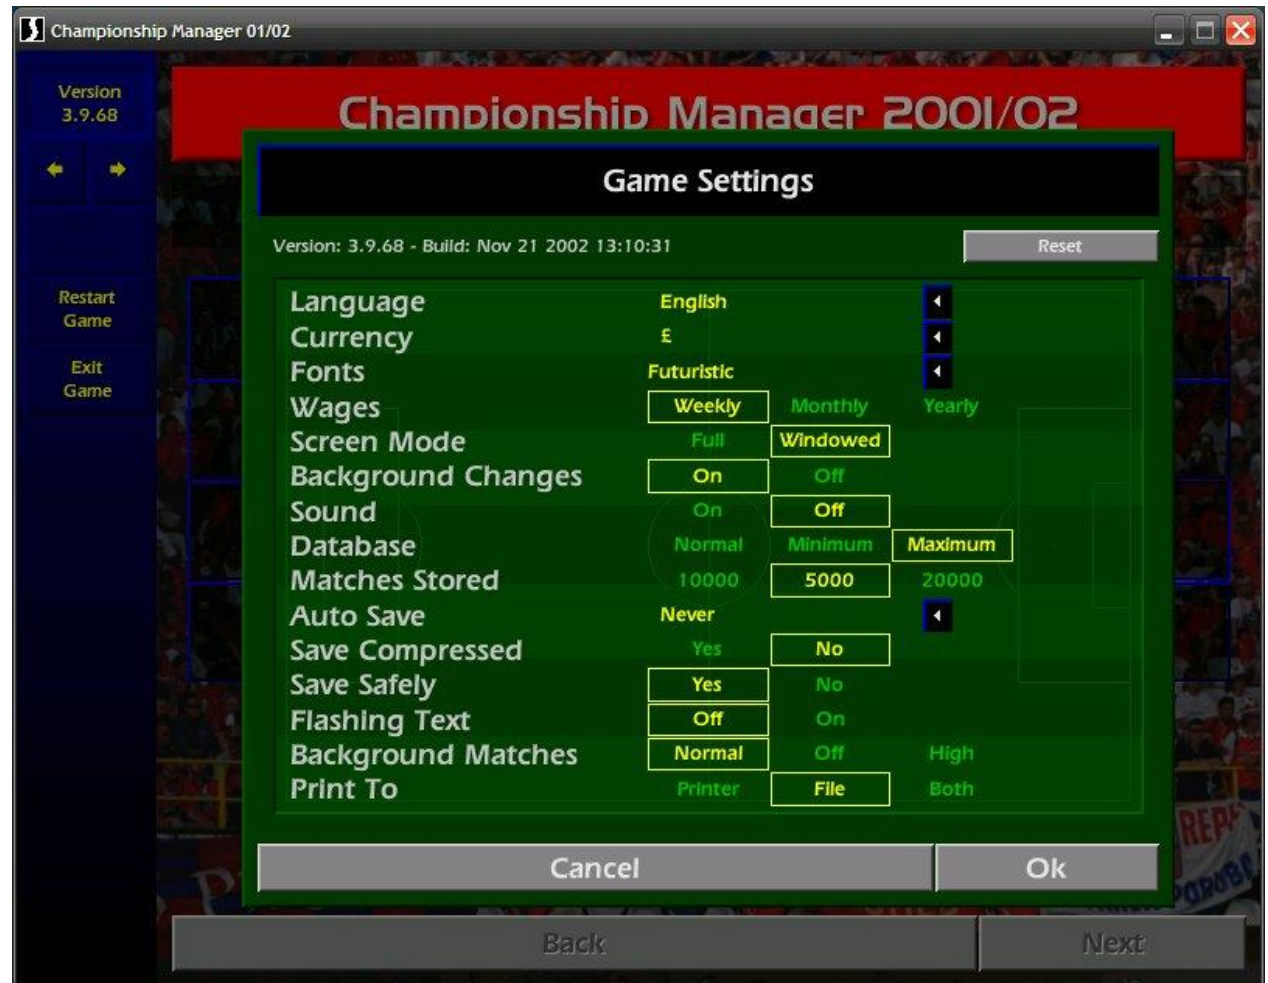 Championship Manager 01/02
Version
3.9.68
Championship Manager 2001/02
Game Settings
Version: 3.9.68 - Build: Nov 21 2002 13:10:31
Reset
Restart
Game
Exit
Game
Language English
Currency £
Fonts Futuristic
Wages Weekly Monthly Yearly
Screen Mode Full Windowed
Background Changes On Off
Sound On Off
Database Normal Minimum Maximum
Matches Stored 10000 5000 20000
Auto Save Never
Save Compressed Yes No
Save Safely Yes No
Flashing Text Off On
Background Matches Normal Off High
Print To Printer File Both
Cancel Ok
Back Next